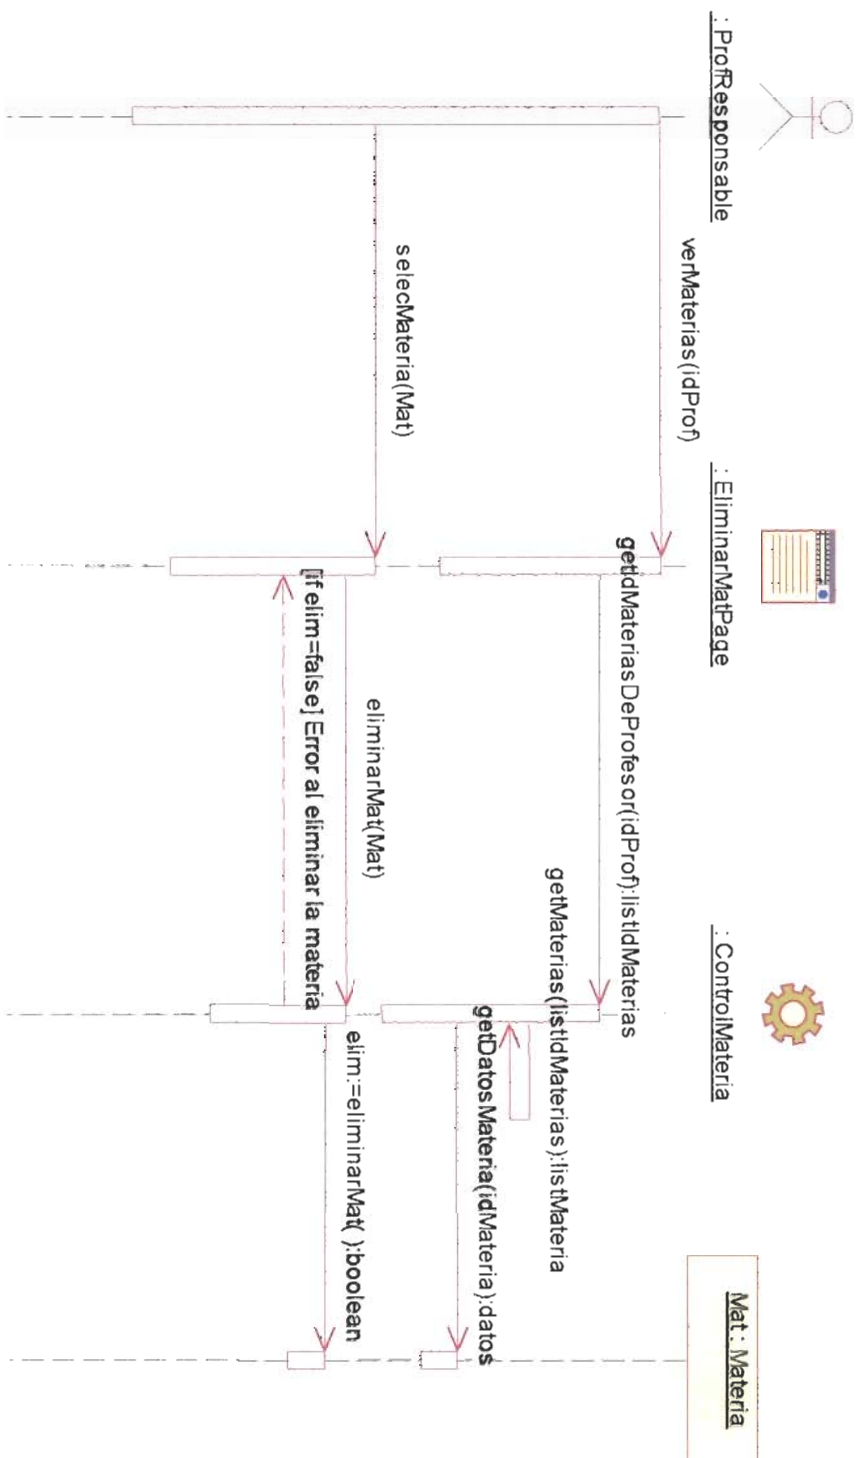 : ProfResponsable
: EliminarMatPage
: ControlMateria
Mat : Materia
verMaterias(idProf)
getIdMateriasDeProfesor(idProf):listIdMaterias
getMaterias(listIdMaterias):listMateria
getDatosMateria(idMateria):datos
selecMateria(Mat)
eliminarMat(Mat)
elim:=eliminarMat( ):boolean
[if elim=false] Error al eliminar la materia